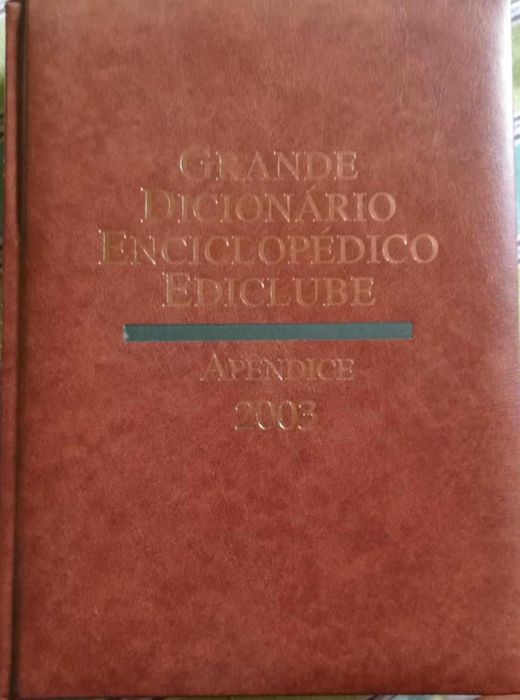 GRANDE
DICIONÁRIO
ENCICLOPÉDICO
EDICLUBE
APÊNDICE
2003